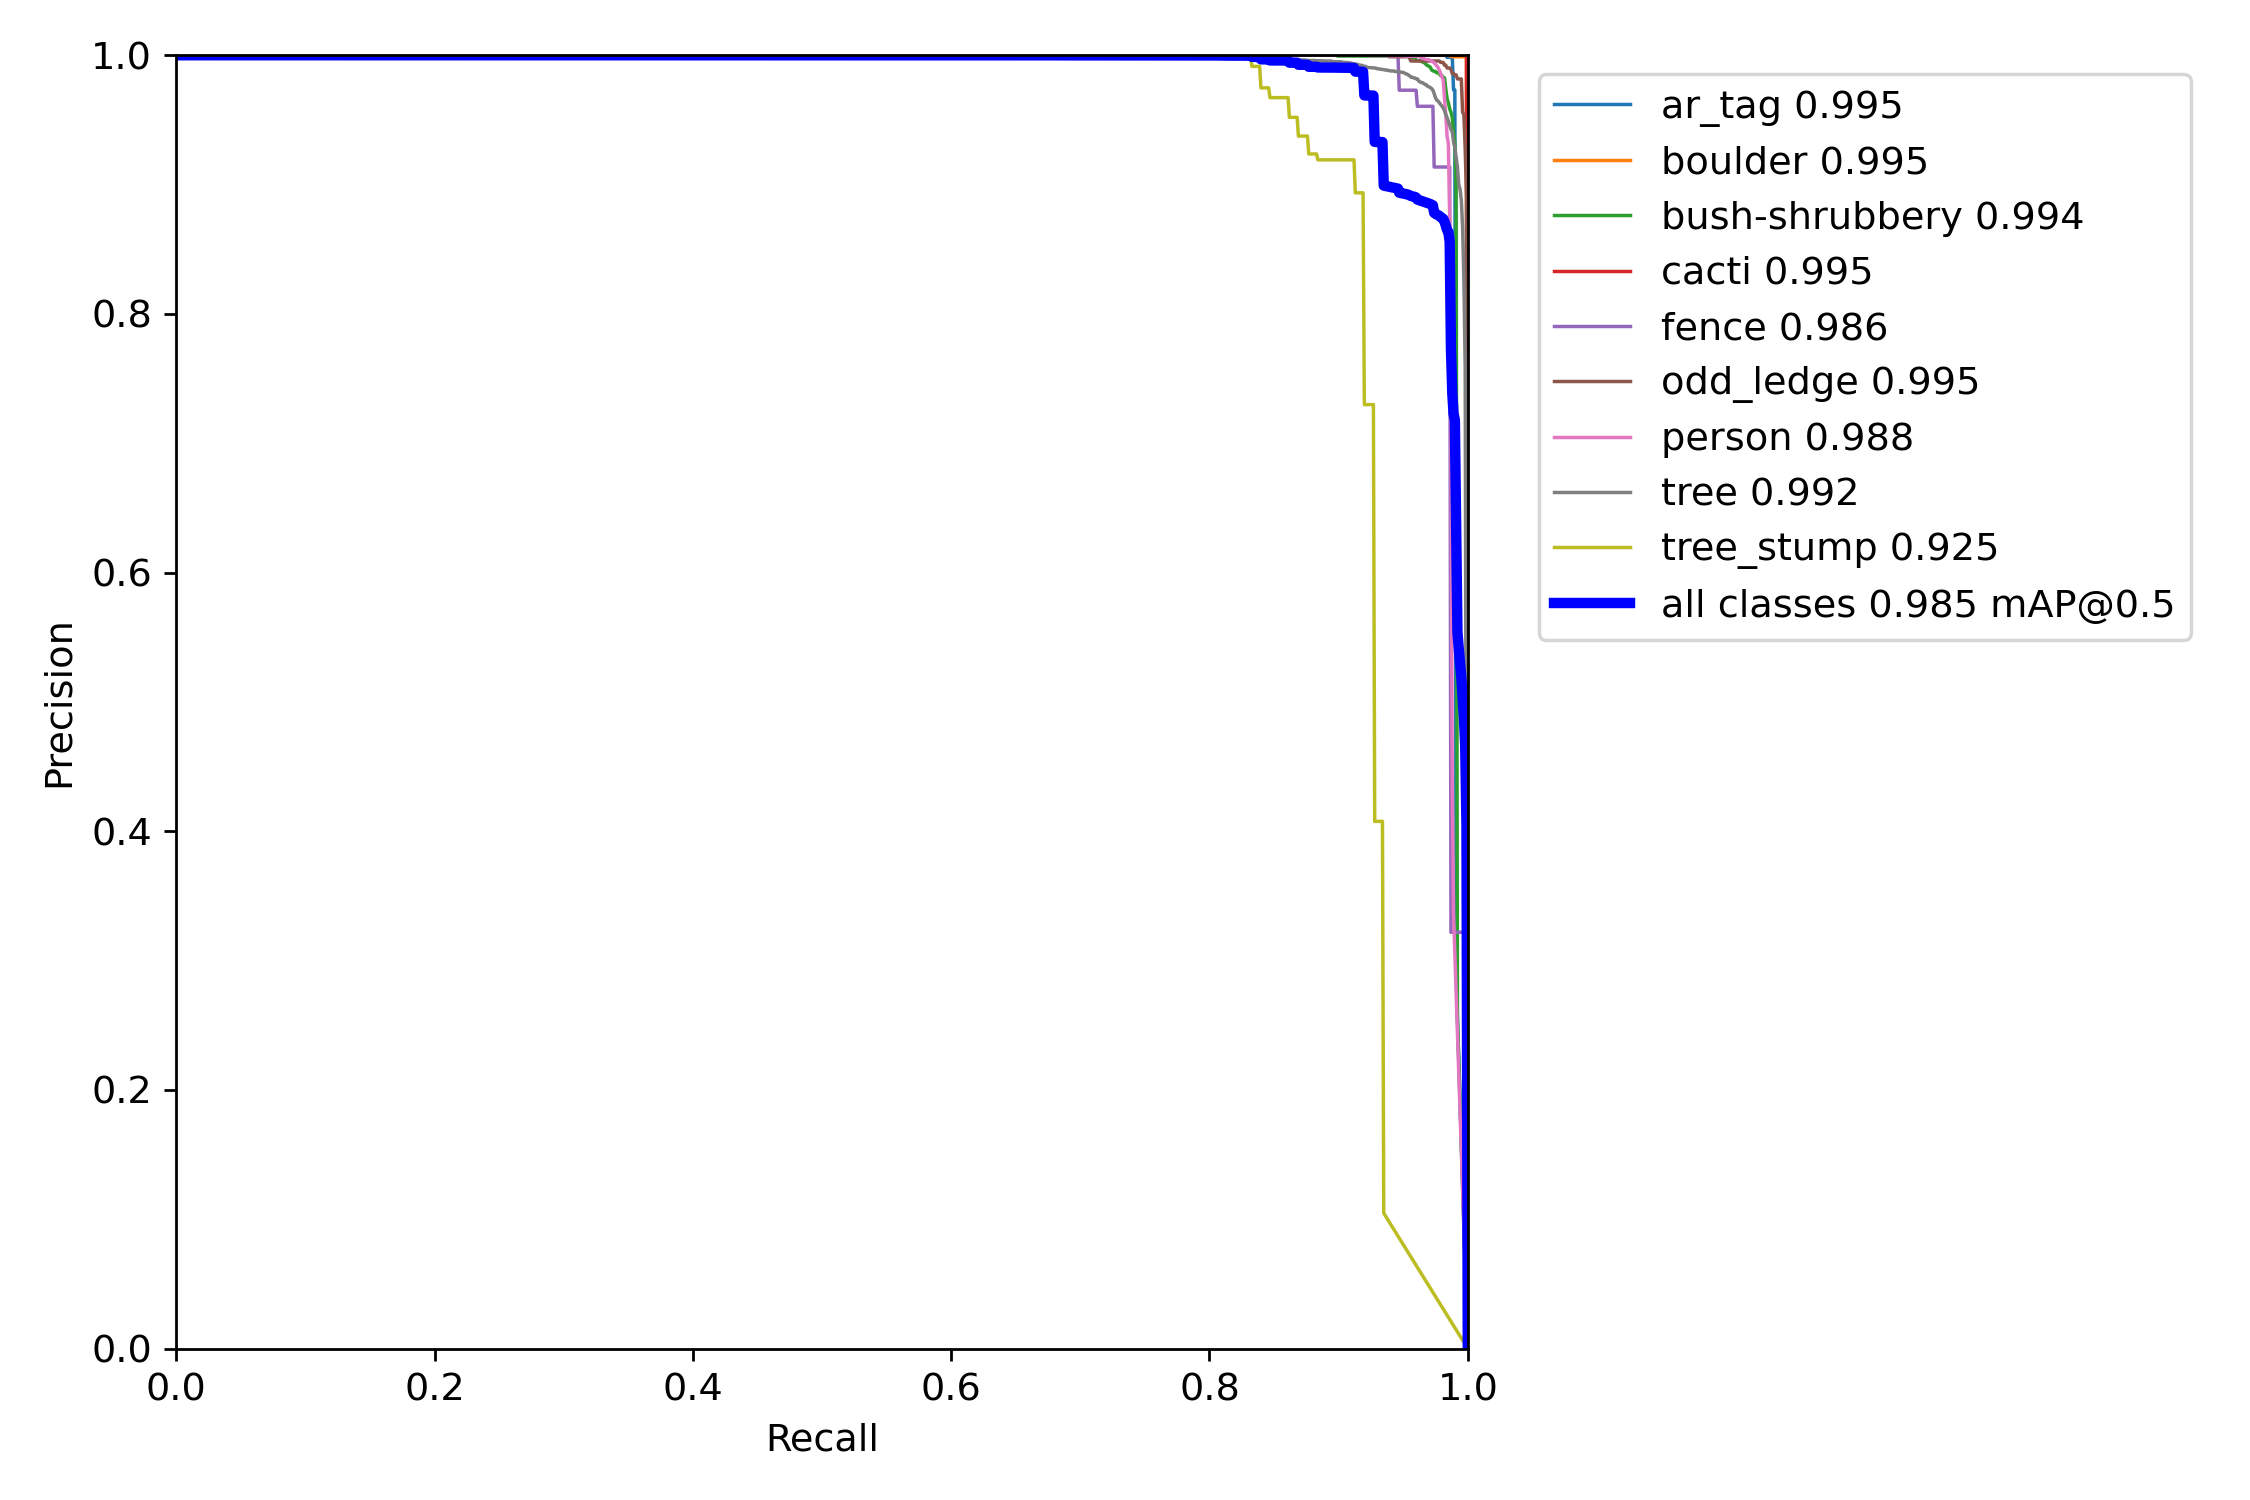 1.0
0.8
0.6
0.4
0.2
0.0
Precision
0.0 0.2 0.4 0.6 0.8 1.0
Recall
ar_tag 0.995
boulder 0.995
bush-shrubbery 0.994
cacti 0.995
fence 0.986
odd_ledge 0.995
person 0.988
tree 0.992
tree_stump 0.925
all classes 0.985 mAP@0.5